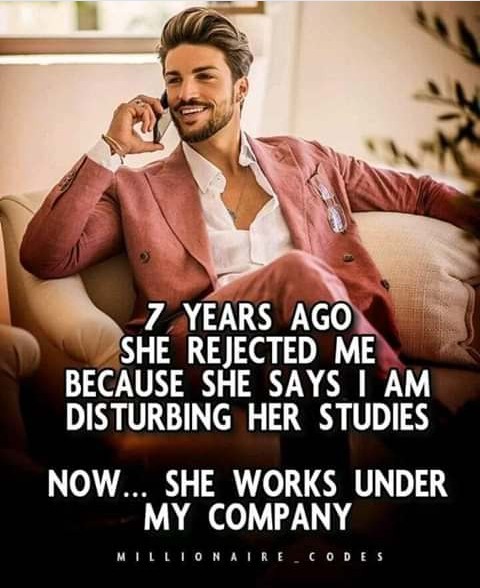 7 YEARS AGO
SHE REJECTED ME
BECAUSE SHE SAYS I AM
DISTURBING HER STUDIES
NOW... SHE WORKS UNDER
MY COMPANY
MILLIONAIRE_CODES